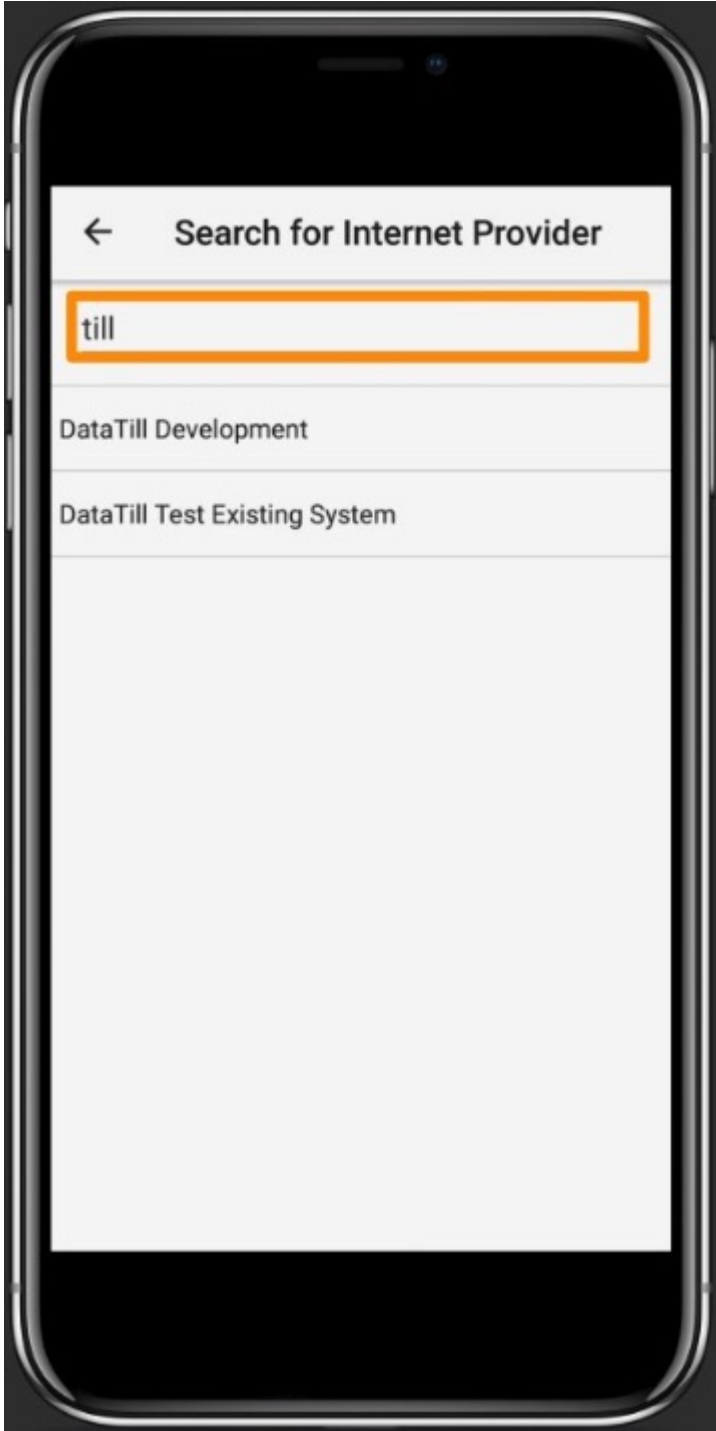 Search for Internet Provider
till
DataTill Development
DataTill Test Existing System